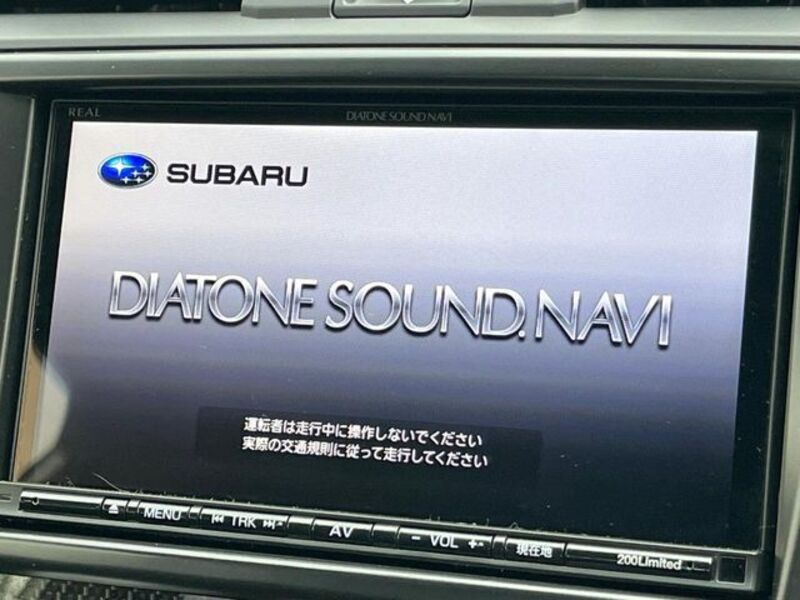 REAL DIATONE SOUND NAVI
SUBARU
DIATONE SOUND.NAVI
運転者は走行中に操作しないでください
実際の交通規則に従って走行してください
MENU TRK AV - VOL + 現在地 200Limited